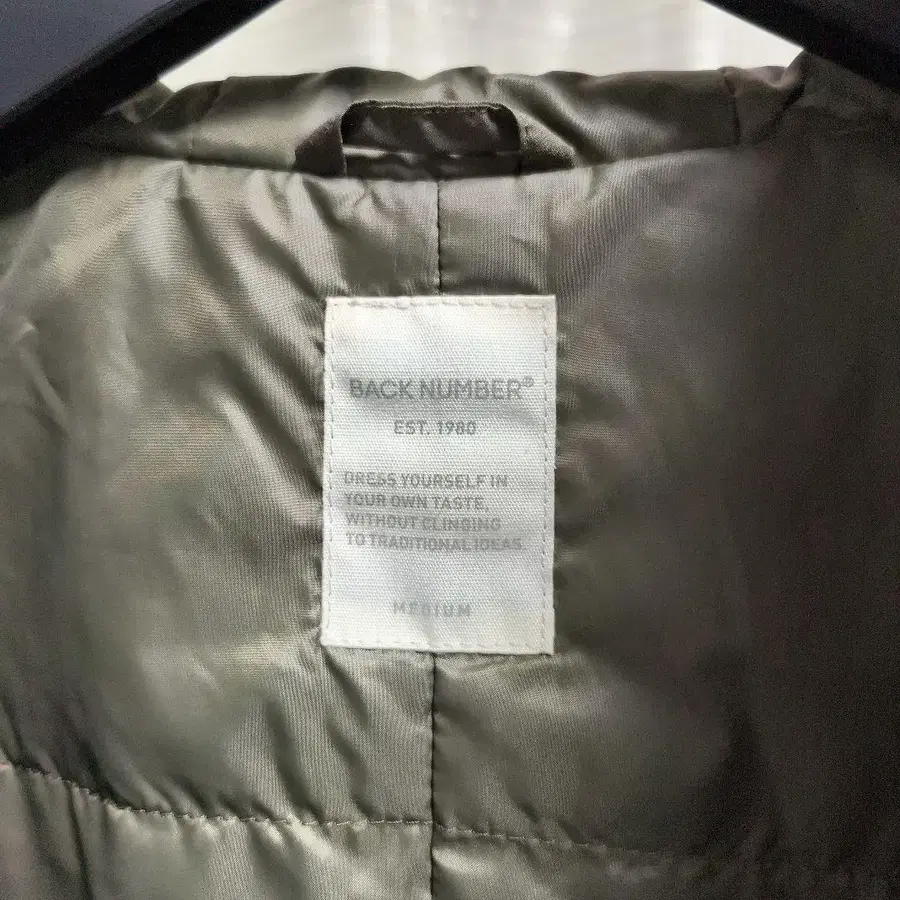 BACK NUMBER®
EST. 1980
DRESS YOURSELF IN
YOUR OWN TASTE,
WITHOUT CLINGING
TO TRADITIONAL IDEAS.
MEDIUM